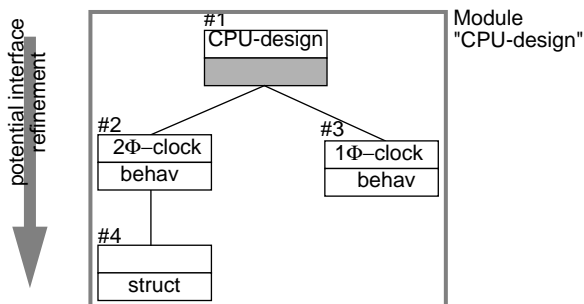 #1
Module
"CPU-design"
CPU-design
potential interface
refinement
#2
#3
2Φ–clock
1Φ–clock
behav
behav
#4
struct